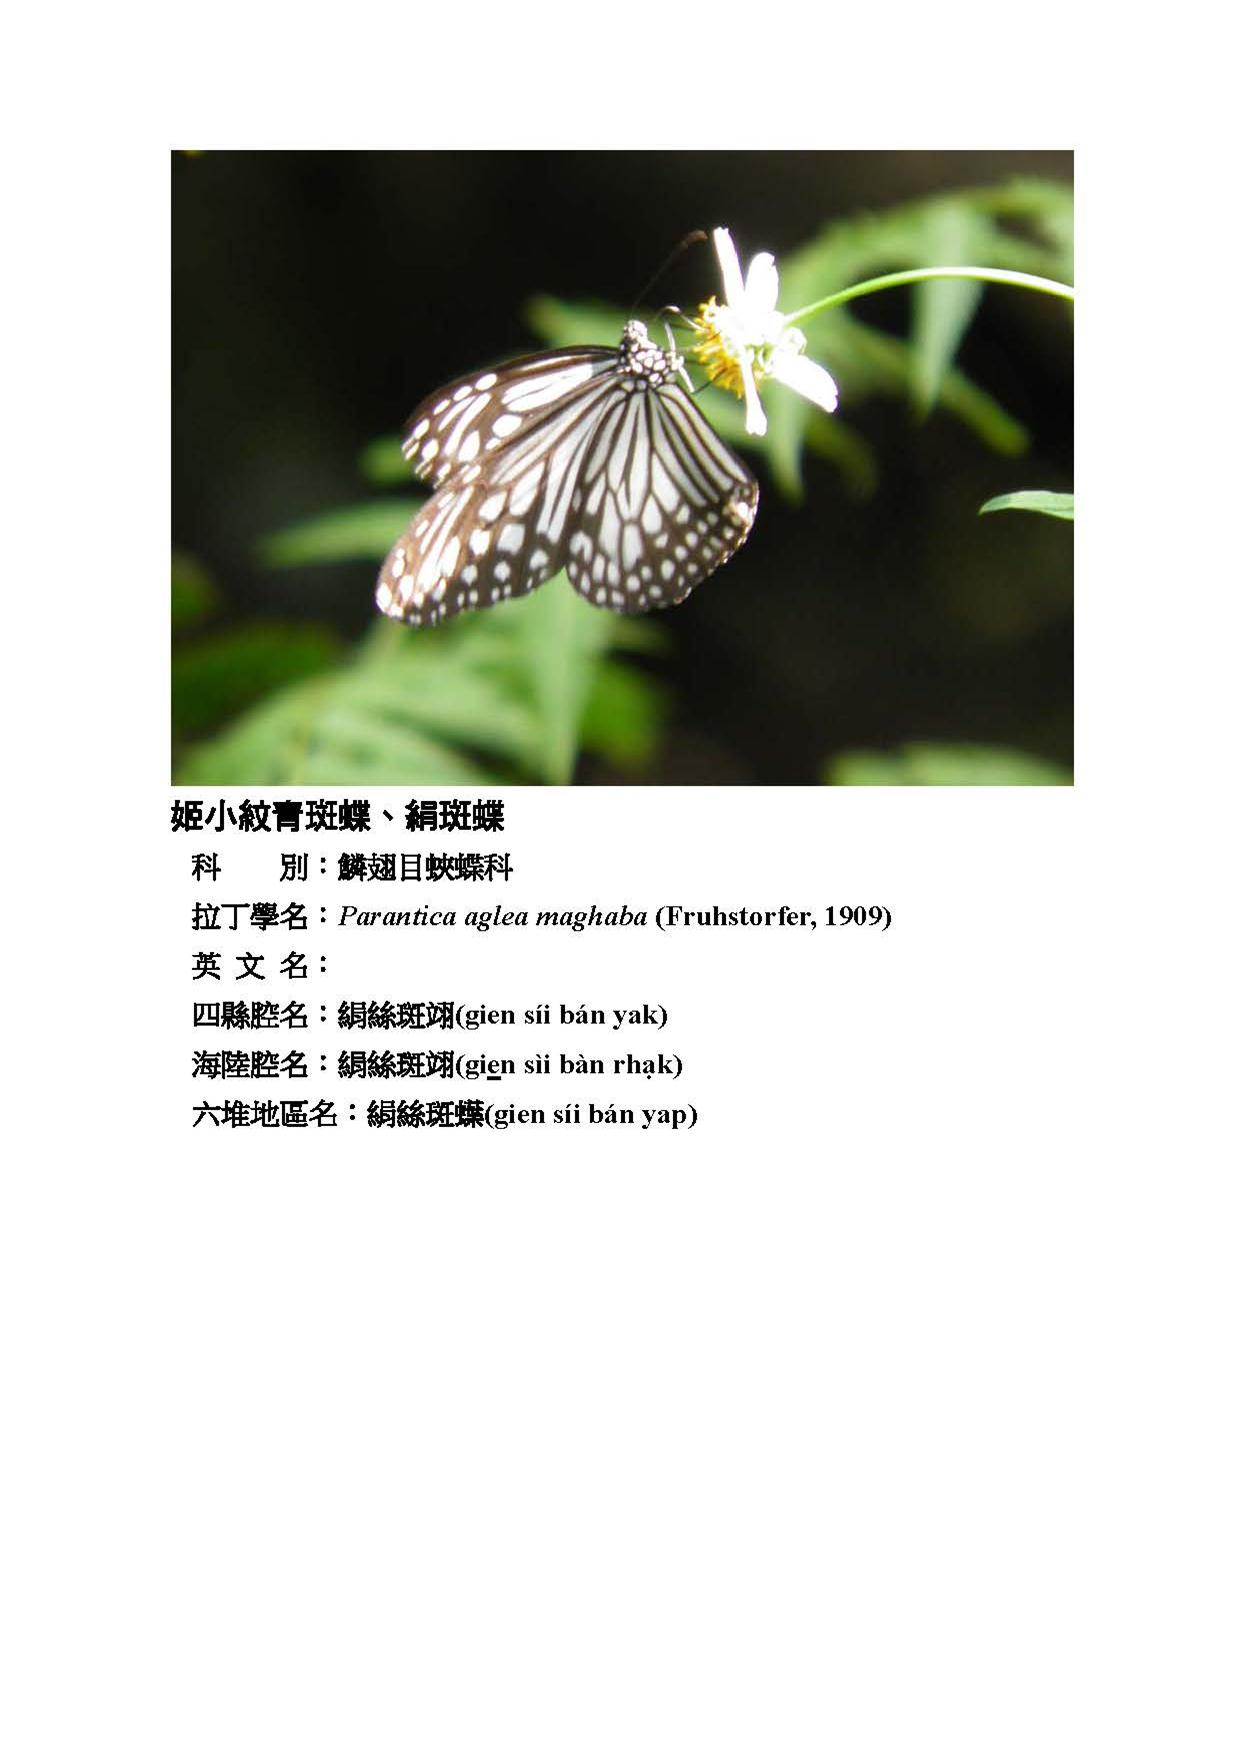 姬小紋青斑蝶、絹斑蝶
科　　別：鱗翅目蛺蝶科
拉丁學名：Parantica aglea maghaba (Fruhstorfer, 1909)
英 文 名：
四縣腔名：絹絲斑翊(gien síi bán yak)
海陸腔名：絹絲斑翊(gien sìi bàn rhạk)
六堆地區名：絹絲斑蝶(gien síi bán yap)